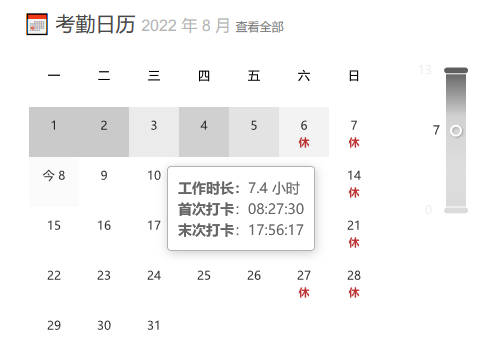 考勤日历 2022 年 8 月 查看全部
一 二 三 四 五 六 日
1 2 3 4 5 6 7
休 休
今 8 9 10 14
休
工作时长：7.4 小时
首次打卡：08:27:30
末次打卡：17:56:17
15 16 17 21
休
22 23 24 25 26 27 28
休 休
29 30 31
13
7
0